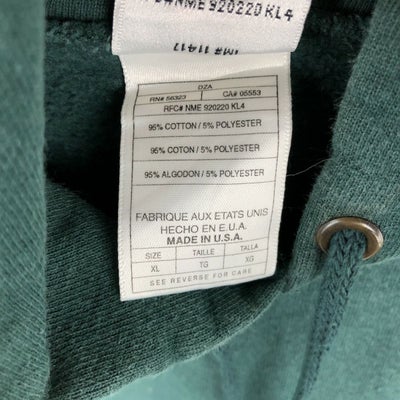 RFC# NME 920220 KL4
IM# 11417
DZA
RN# 56323 CA# 05553
RFC# NME 920220 KL4
95% COTTON / 5% POLYESTER
95% COTON / 5% POLYESTER
95% ALGODON / 5% POLYESTER
FABRIQUE AUX ETATS UNIS
HECHO EN E.U.A.
MADE IN U.S.A.
SIZE TAILLE TALLA
XL TG XG
SEE REVERSE FOR CARE